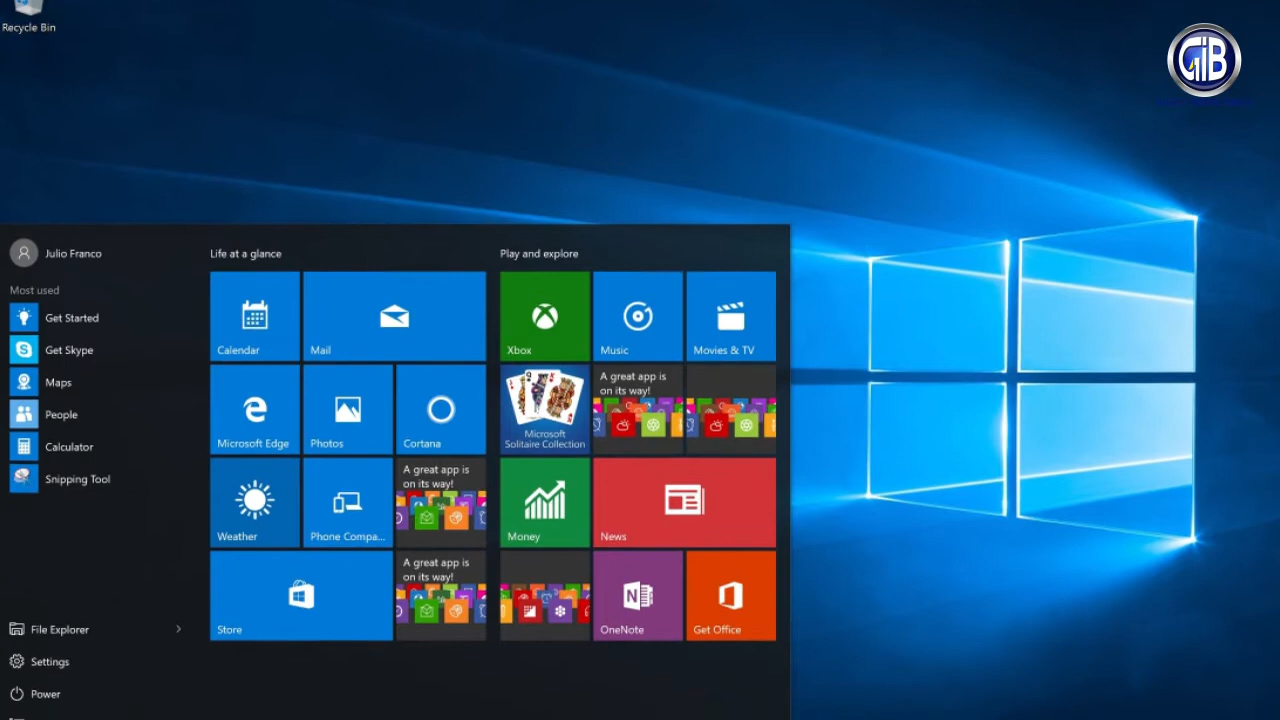 Recycle Bin
GIB
Julio Franco
Most used
Get Started
Get Skype
Maps
People
Calculator
Snipping Tool
File Explorer
Settings
Power
Life at a glance
Calendar
Mail
Microsoft Edge
Photos
Cortana
Weather
Phone Compa...
A great app is
on its way!
Store
A great app is
on its way!
Play and explore
Xbox
Music
Movies & TV
Microsoft
Solitaire Collection
A great app is
on its way!
Money
News
OneNote
Get Office